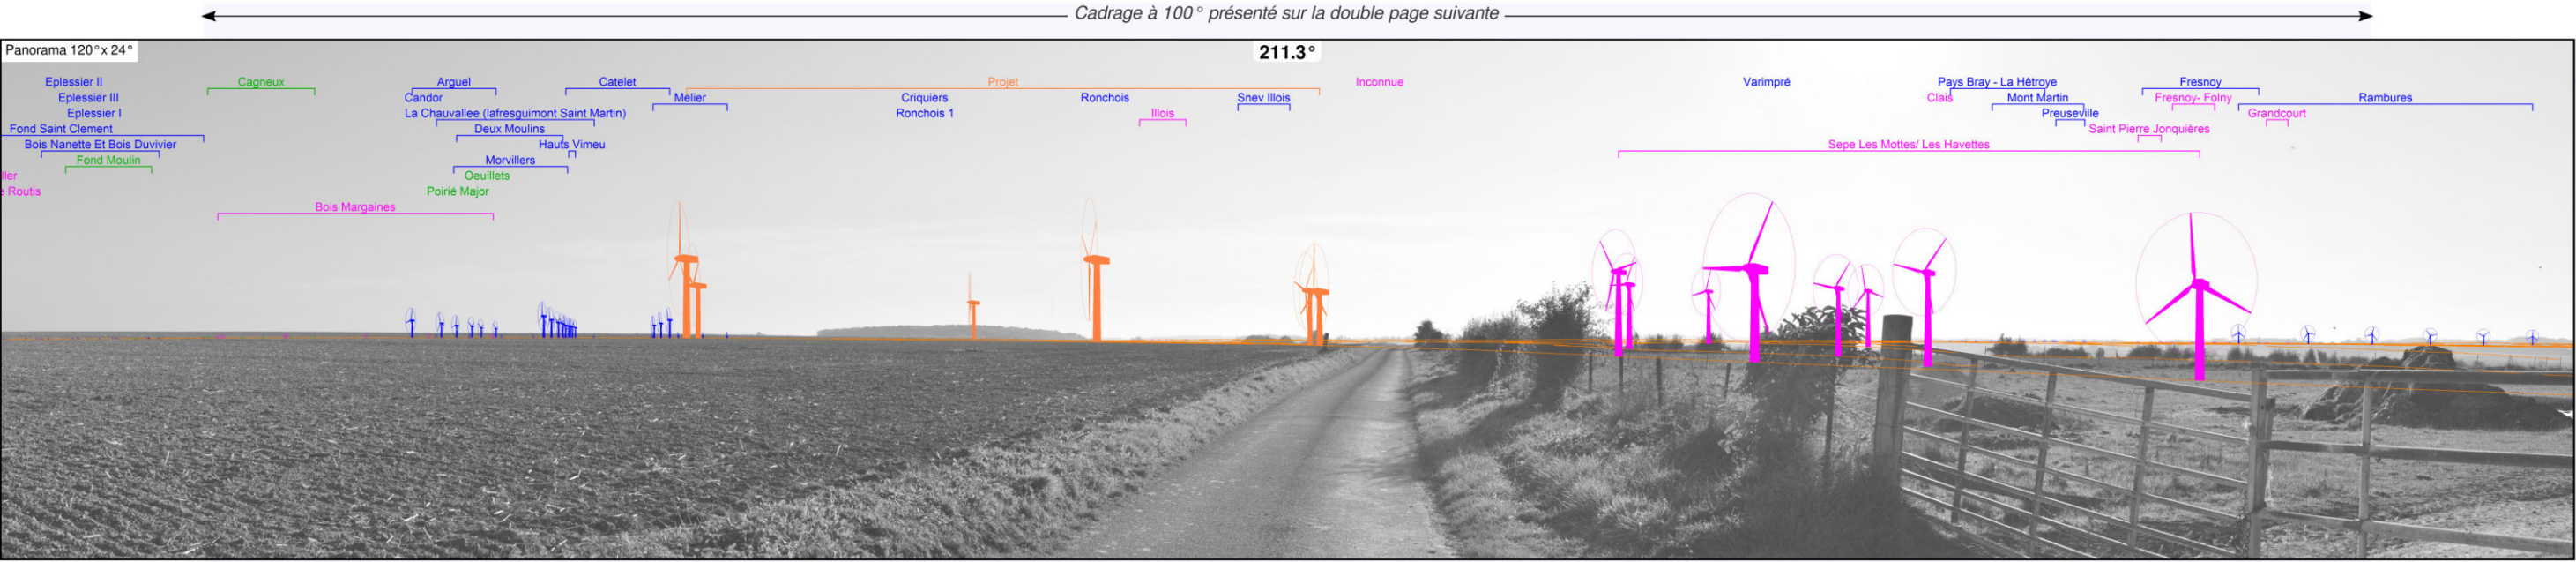 Cadrage à 100° présenté sur la double page suivante
Panorama 120°x 24°
211.3°
Eplessier II
Cagneux
Arguel
Catelet
Projet
Inconnue
Varimpré
Pays Bray - La Hêtroye
Fresnoy
Eplessier III
Candor
Melier
Criquiers
Ronchois
Snev Illois
Clais
Mont Martin
Fresnoy- Folny
Rambures
Eplessier I
La Chauvallee (lafresguimont Saint Martin)
Ronchois 1
Illois
Preuseville
Grandcourt
Fond Saint Clement
Deux Moulins
Saint Pierre Jonquières
Bois Nanette Et Bois Duvivier
Hauts Vimeu
Sepe Les Mottes/ Les Havettes
Fond Moulin
Morvillers
ller
Oeuillets
e Routis
Poirié Major
Bois Margaines